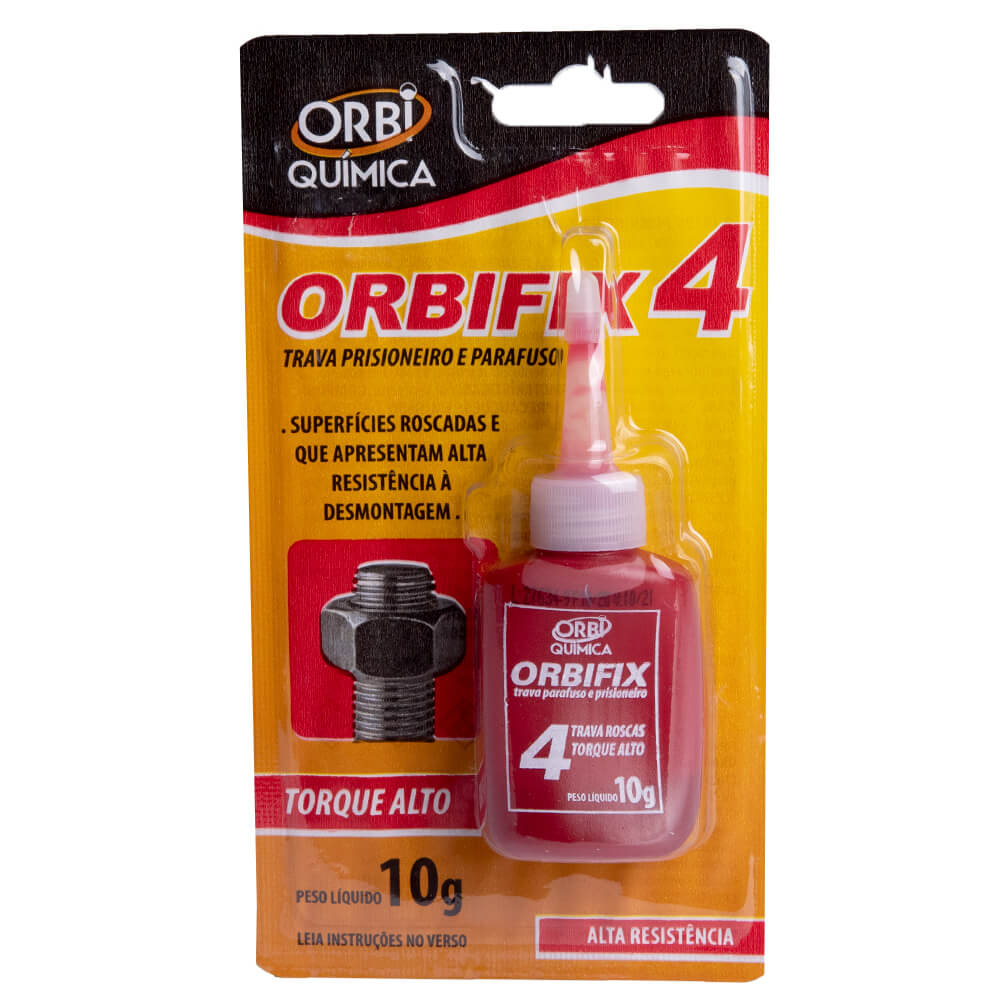 ORBI
QUÍMICA
ORBIFIX 4
TRAVA PRISIONEIRO E PARAFUSO
. SUPERFÍCIES ROSCADAS E
QUE APRESENTAM ALTA
RESISTÊNCIA À
DESMONTAGEM .
TORQUE ALTO
PESO LÍQUIDO 10g
LEIA INSTRUÇÕES NO VERSO
ORBI
QUÍMICA
ORBIFIX
trava parafuso e prisioneiro
4 TRAVA ROSCAS
TORQUE ALTO
PESO LÍQUIDO 10g
ALTA RESISTÊNCIA